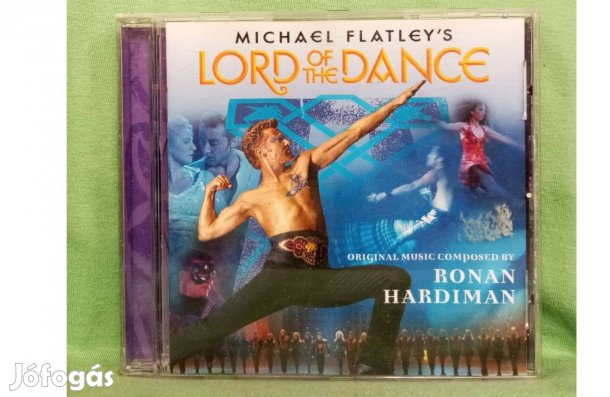 MICHAEL FLATLEY'S
LORD OF THE DANCE
ORIGINAL MUSIC COMPOSED BY
RONAN
HARDIMAN
Jófogás